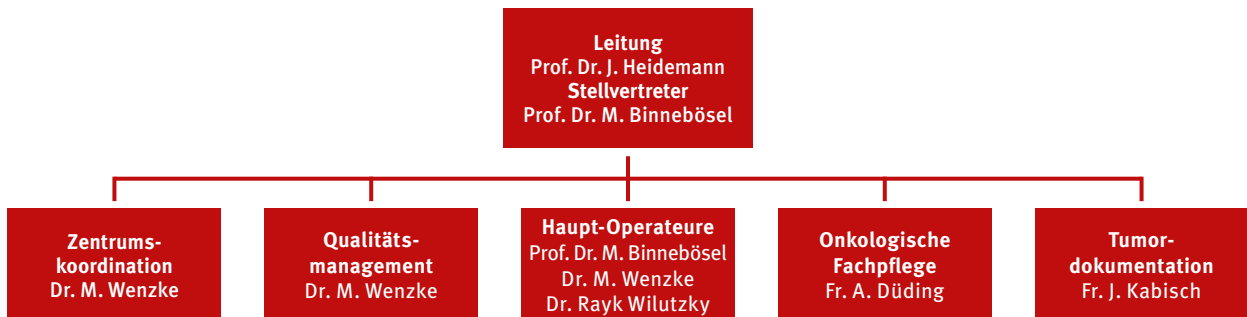 Leitung
Prof. Dr. J. Heidemann
Stellvertreter
Prof. Dr. M. Binnebösel
Zentrums-
koordination
Dr. M. Wenzke
Qualitäts-
management
Dr. M. Wenzke
Haupt-Operateure
Prof. Dr. M. Binnebösel
Dr. M. Wenzke
Dr. Rayk Wilutzky
Onkologische
Fachpflege
Fr. A. Düding
Tumor-
dokumentation
Fr. J. Kabisch